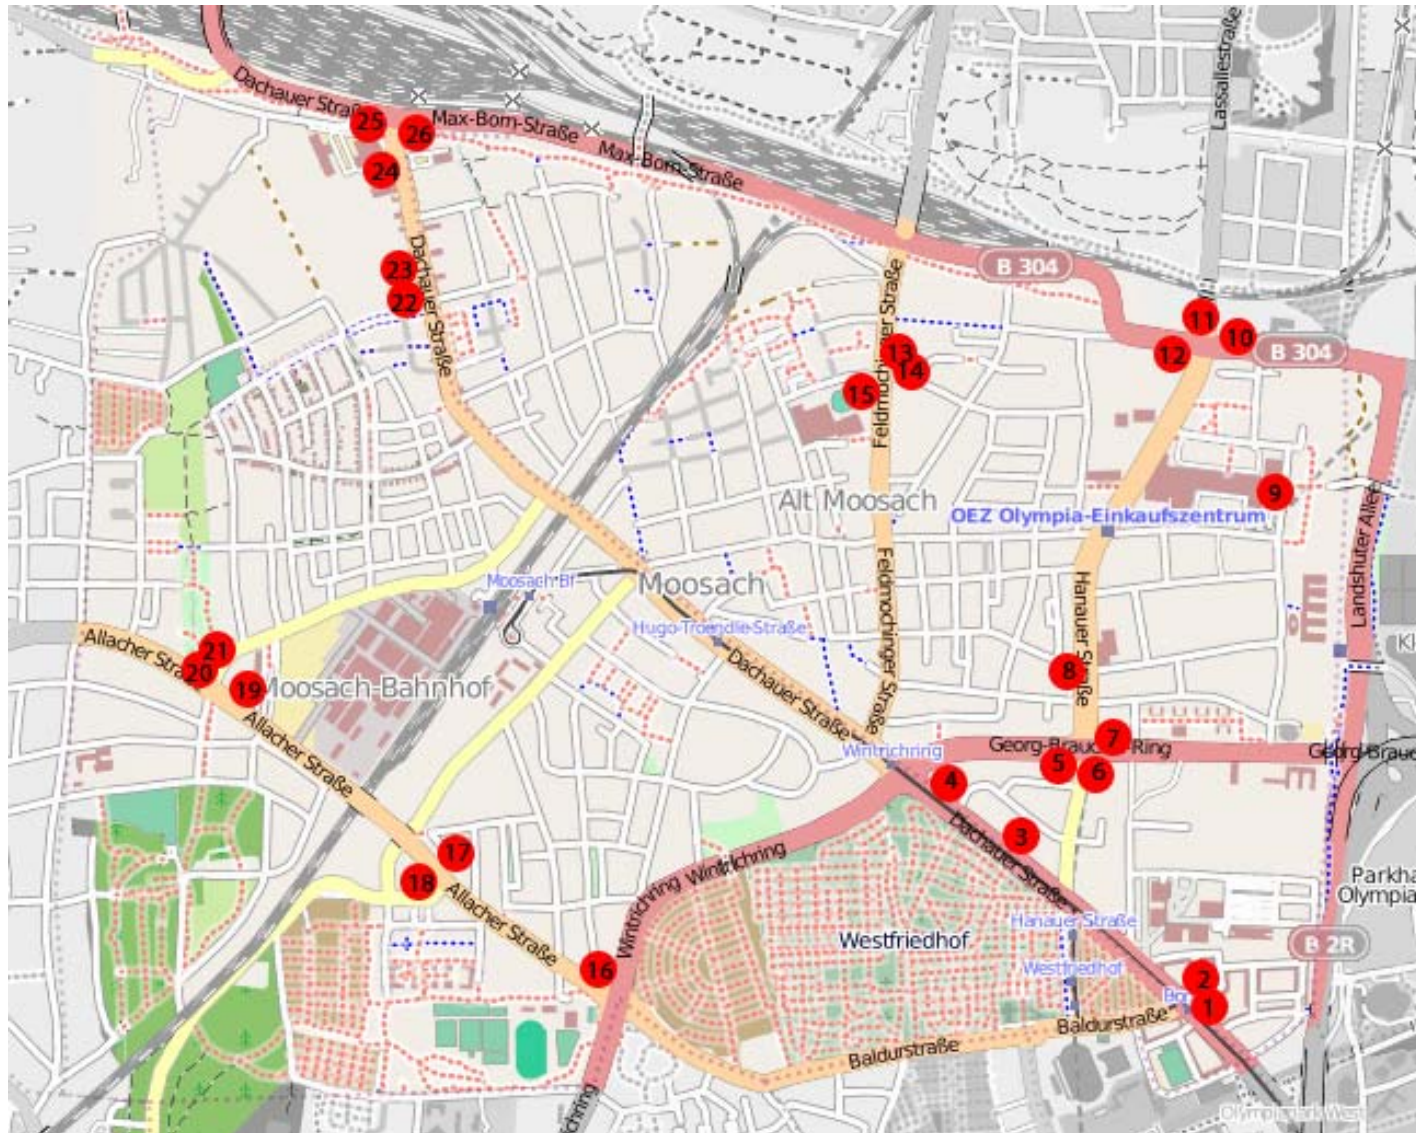 Lassallestraße
Dachauer Straße
25
26
Max-Born-Straße
Max-Born-Straße
24
Dachauer Straße
23
22
Feldmochinger Straße
B 304
11
10
12
B 304
13
14
15
Alt Moosach
OEZ Olympia-Einkaufszentrum
9
Landshuter Allee
Moosach Bf
Moosach
Hugo-Troendle-Straße
Feldmochinger Straße
Hanauer Straße
Allacher Straße
21
20
19
Moosach-Bahnhof
8
Dachauer Straße
Allacher Straße
Wintrichring
Georg-Brauchle-Ring
7
Georg-Brauc
5
6
4
3
Dachauer Straße
17
18
Wintrichring
Wintrichring
Allacher Straße
Parkha
Olympia
Hanauer Straße
Westfriedhof
Westfriedhof
B 2R
16
2
Bor
1
Baldurstraße
Baldurstraße
richring
Olympiapark West